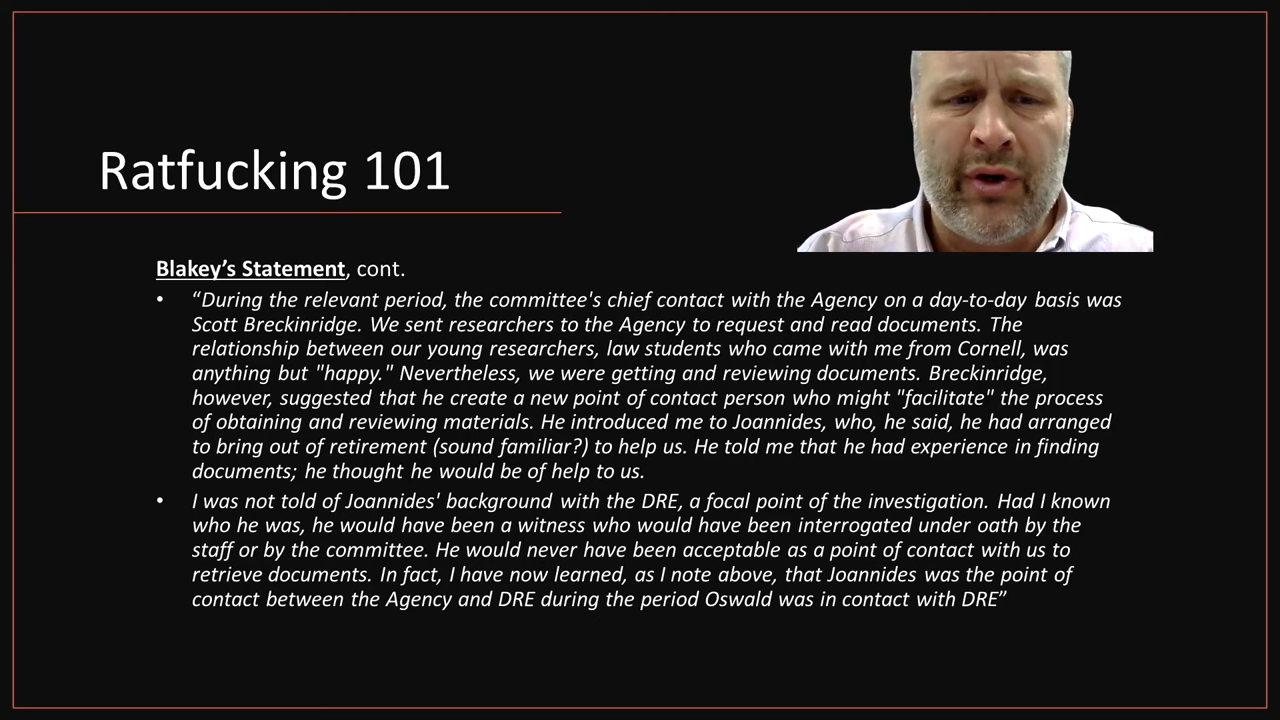 Ratfucking 101
Blakey’s Statement, cont.
• “During the relevant period, the committee's chief contact with the Agency on a day-to-day basis was
Scott Breckinridge. We sent researchers to the Agency to request and read documents. The
relationship between our young researchers, law students who came with me from Cornell, was
anything but "happy." Nevertheless, we were getting and reviewing documents. Breckinridge,
however, suggested that he create a new point of contact person who might "facilitate" the process
of obtaining and reviewing materials. He introduced me to Joannides, who, he said, he had arranged
to bring out of retirement (sound familiar?) to help us. He told me that he had experience in finding
documents; he thought he would be of help to us.
• I was not told of Joannides' background with the DRE, a focal point of the investigation. Had I known
who he was, he would have been a witness who would have been interrogated under oath by the
staff or by the committee. He would never have been acceptable as a point of contact with us to
retrieve documents. In fact, I have now learned, as I note above, that Joannides was the point of
contact between the Agency and DRE during the period Oswald was in contact with DRE”